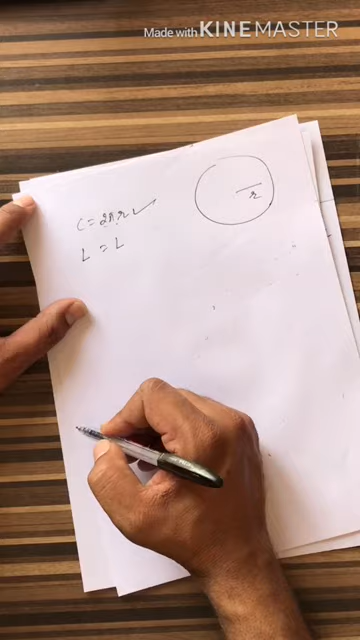 Made with KINEMASTER
C = 2πr ✓
r
L = L